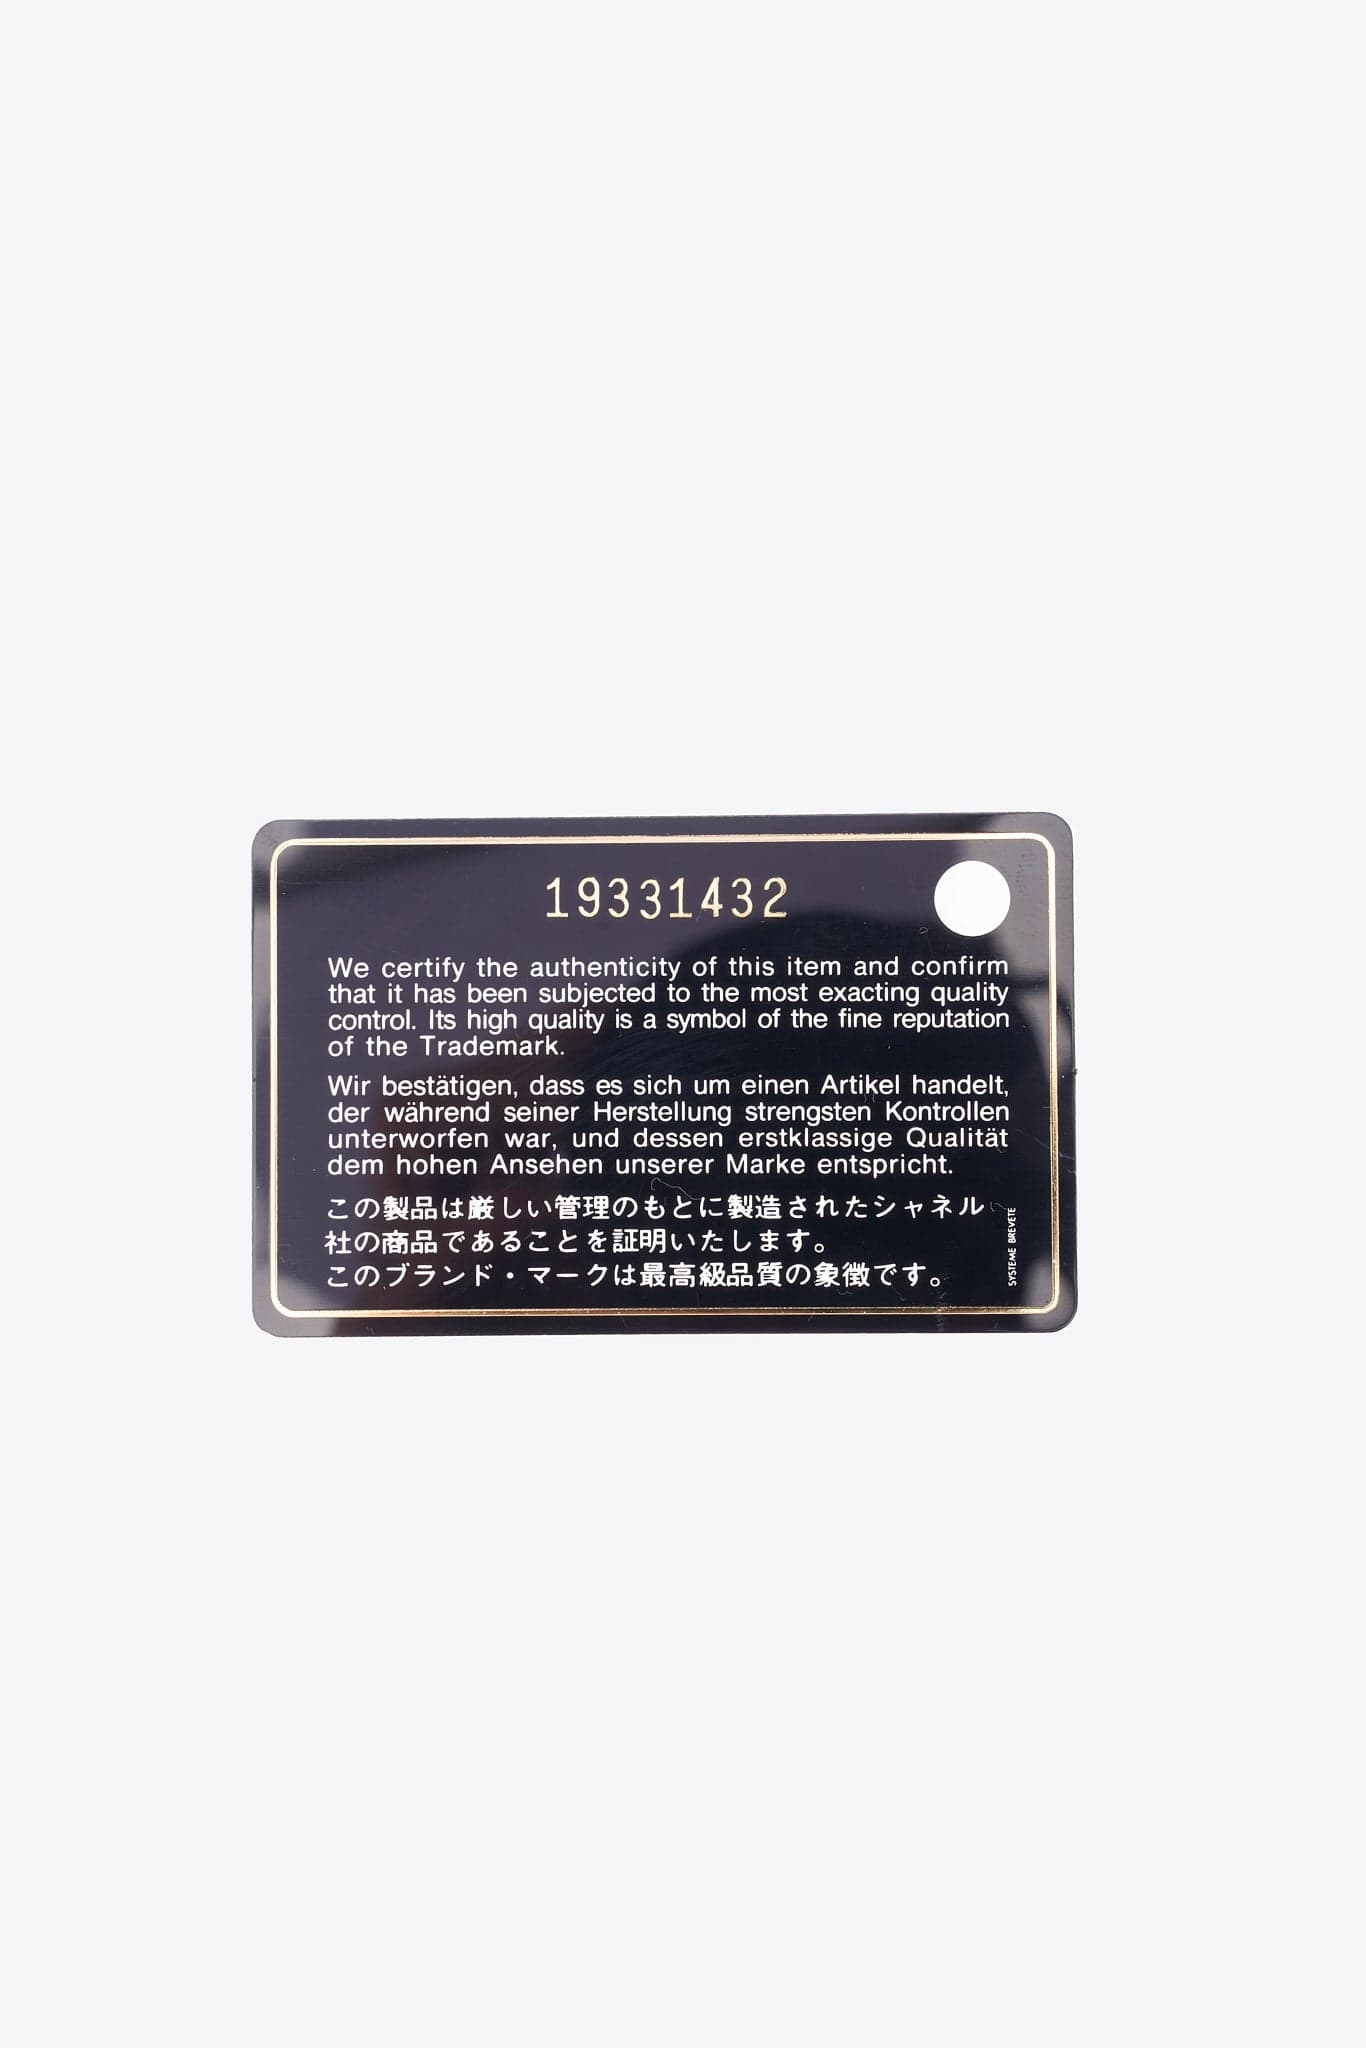 19331432
We certify the authenticity of this item and confirm
that it has been subjected to the most exacting quality
control. Its high quality is a symbol of the fine reputation
of the Trademark.
Wir bestätigen, dass es sich um einen Artikel handelt,
der während seiner Herstellung strengsten Kontrollen
unterworfen war, und dessen erstklassige Qualität
dem hohen Ansehen unserer Marke entspricht.
この製品は厳しい管理のもとに製造されたシャネル
社の商品であることを証明いたします。
このブランド・マークは最高級品質の象徴です。
SYSTEME BREVETE